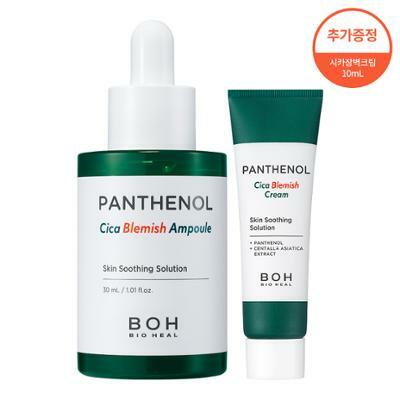 추가증정
시카장벽크림
10mL
PANTHENOL
Cica Blemish Ampoule
Skin Soothing Solution
30 mL / 1.01 fl.oz.
BOH
BIO HEAL
PANTHENOL
Cica Blemish
Cream
Skin Soothing
Solution
+ PANTHENOL
+ CENTELLA ASIATICA
EXTRACT
BOH
BIO HEAL